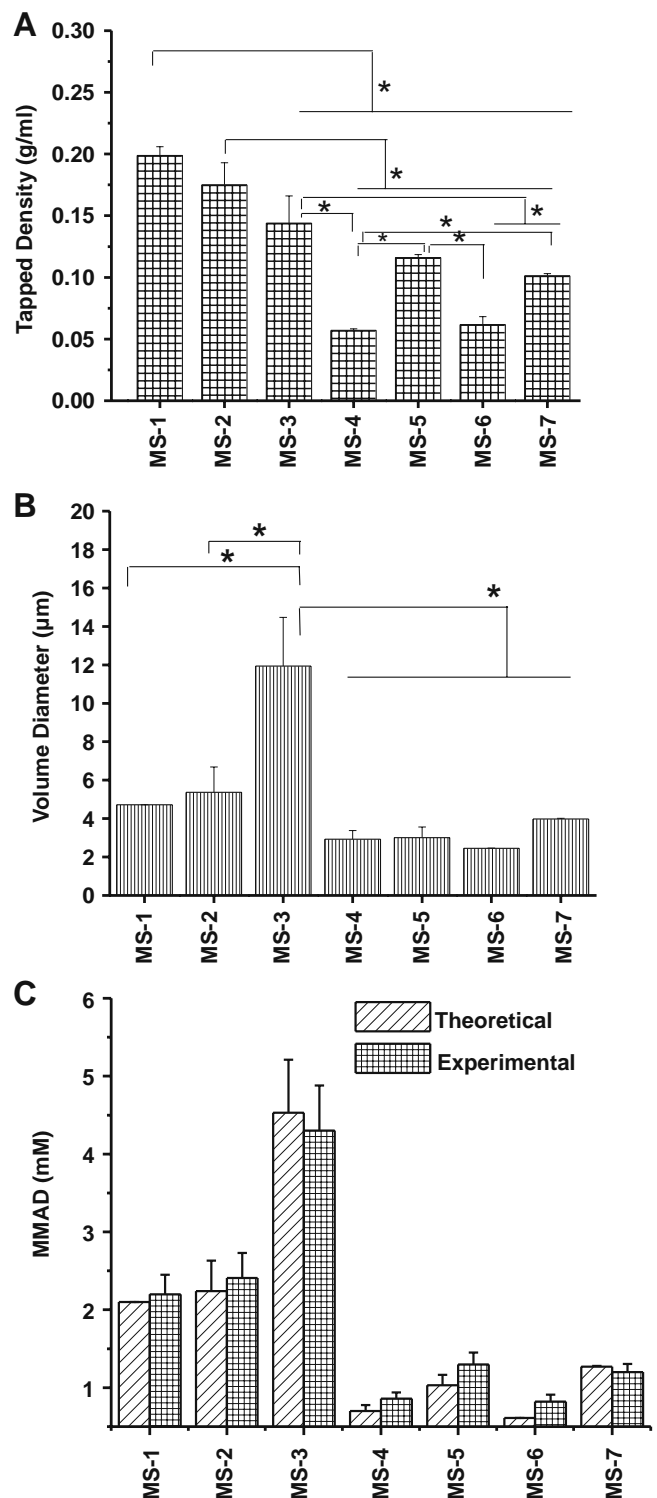 A
Tapped Density (g/ml)
0.30
0.25
0.20
0.15
0.10
0.05
0.00
*
*
*
*
*
*
*
MS-1
MS-2
MS-3
MS-4
MS-5
MS-6
MS-7
B
Volume Diameter (μm)
20
18
16
14
12
10
8
6
4
2
0
*
*
*
MS-1
MS-2
MS-3
MS-4
MS-5
MS-6
MS-7
C
MMAD (mM)
6
5
4
3
2
1
Theoretical
Experimental
MS-1
MS-2
MS-3
MS-4
MS-5
MS-6
MS-7